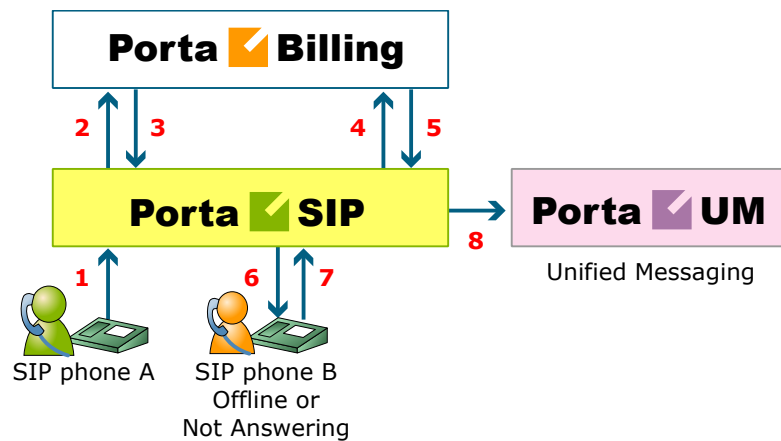 Porta Billing
2 3 4 5
Porta SIP
Porta UM
8
Unified Messaging
1 6 7
SIP phone A
SIP phone B
Offline or
Not Answering